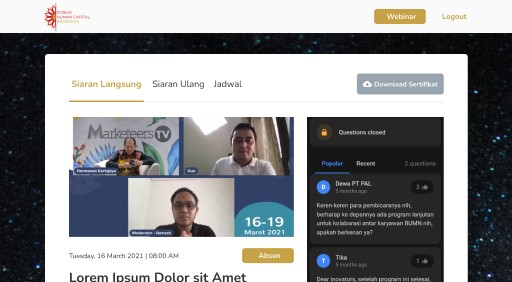 FORUM
HUMAN CAPITAL
INDONESIA
Webinar
Logout
Siaran Langsung
Siaran Ulang
Jadwal
Download Sertifikat
Marketeers TV
Hermawan Kartajaya
Moderator - Hentzeb
16-19
Maret 2021
Questions closed
Popular
Recent
2 questions
D
Dewa PT PAL
5 months ago
2
Keren-keren para pembicaranya nih,
berharap ke depannya ada program lanjutan
untuk kolaborasi antar karyawan BUMN nih,
apakah berkenan ya?
T
Tika
5 months ago
1
Dear inovators, setelah program ini selesai,
Tuesday, 16 March 2021 | 08:00 AM
Absen
Lorem Ipsum Dolor sit Amet